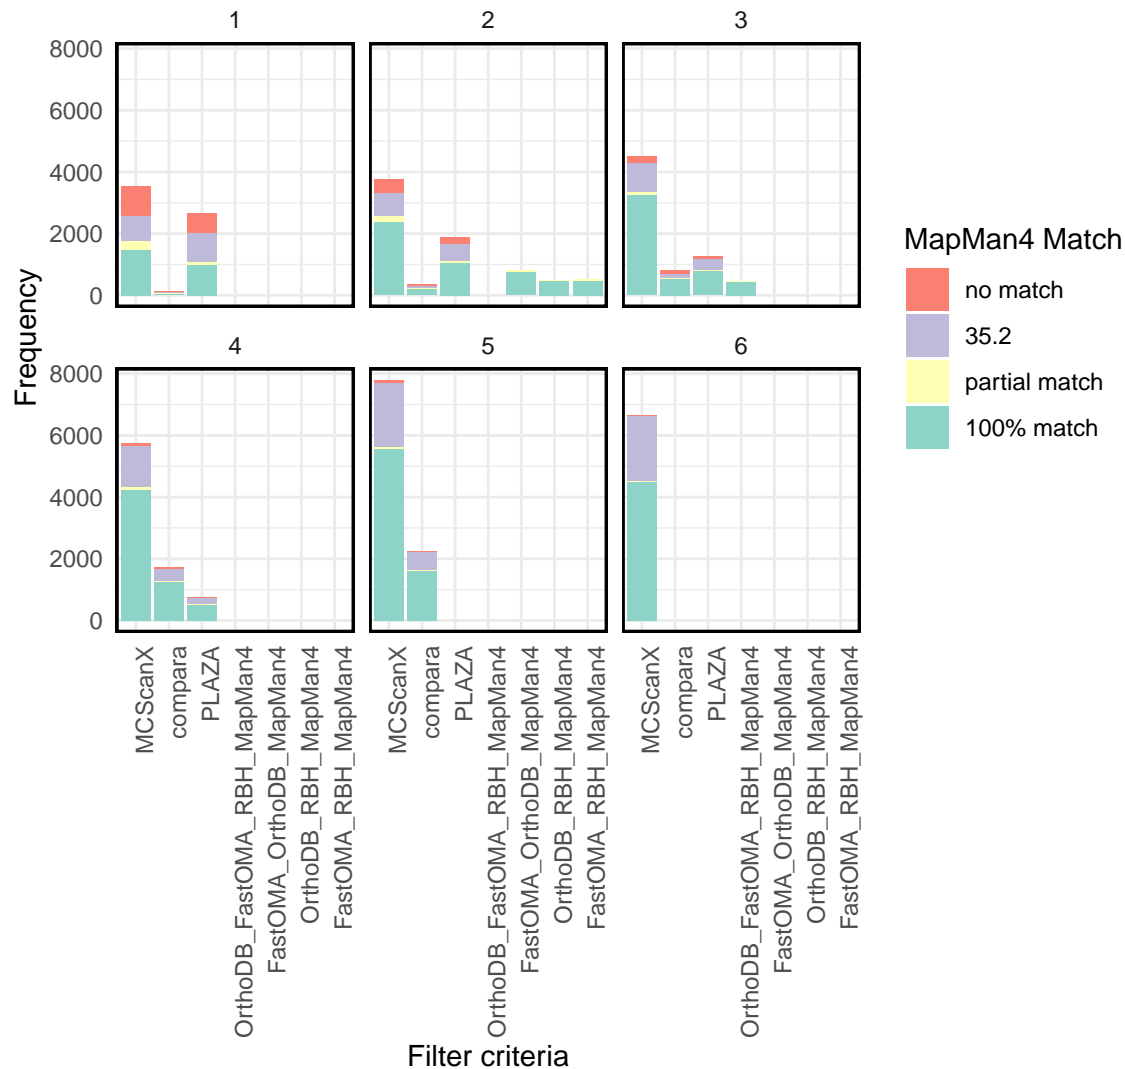 1
2
3
8000
6000
4000
2000
0
4
5
6
8000
6000
4000
2000
0
Frequency
MCScanX
compara
PLAZA
OrthoDB_FastOMA_RBH_MapMan4
FastOMA_OrthoDB_MapMan4
OrthoDB_RBH_MapMan4
FastOMA_RBH_MapMan4
MCScanX
compara
PLAZA
OrthoDB_FastOMA_RBH_MapMan4
FastOMA_OrthoDB_MapMan4
OrthoDB_RBH_MapMan4
FastOMA_RBH_MapMan4
MCScanX
compara
PLAZA
OrthoDB_FastOMA_RBH_MapMan4
FastOMA_OrthoDB_MapMan4
OrthoDB_RBH_MapMan4
FastOMA_RBH_MapMan4
Filter criteria
MapMan4 Match
no match
35.2
partial match
100% match